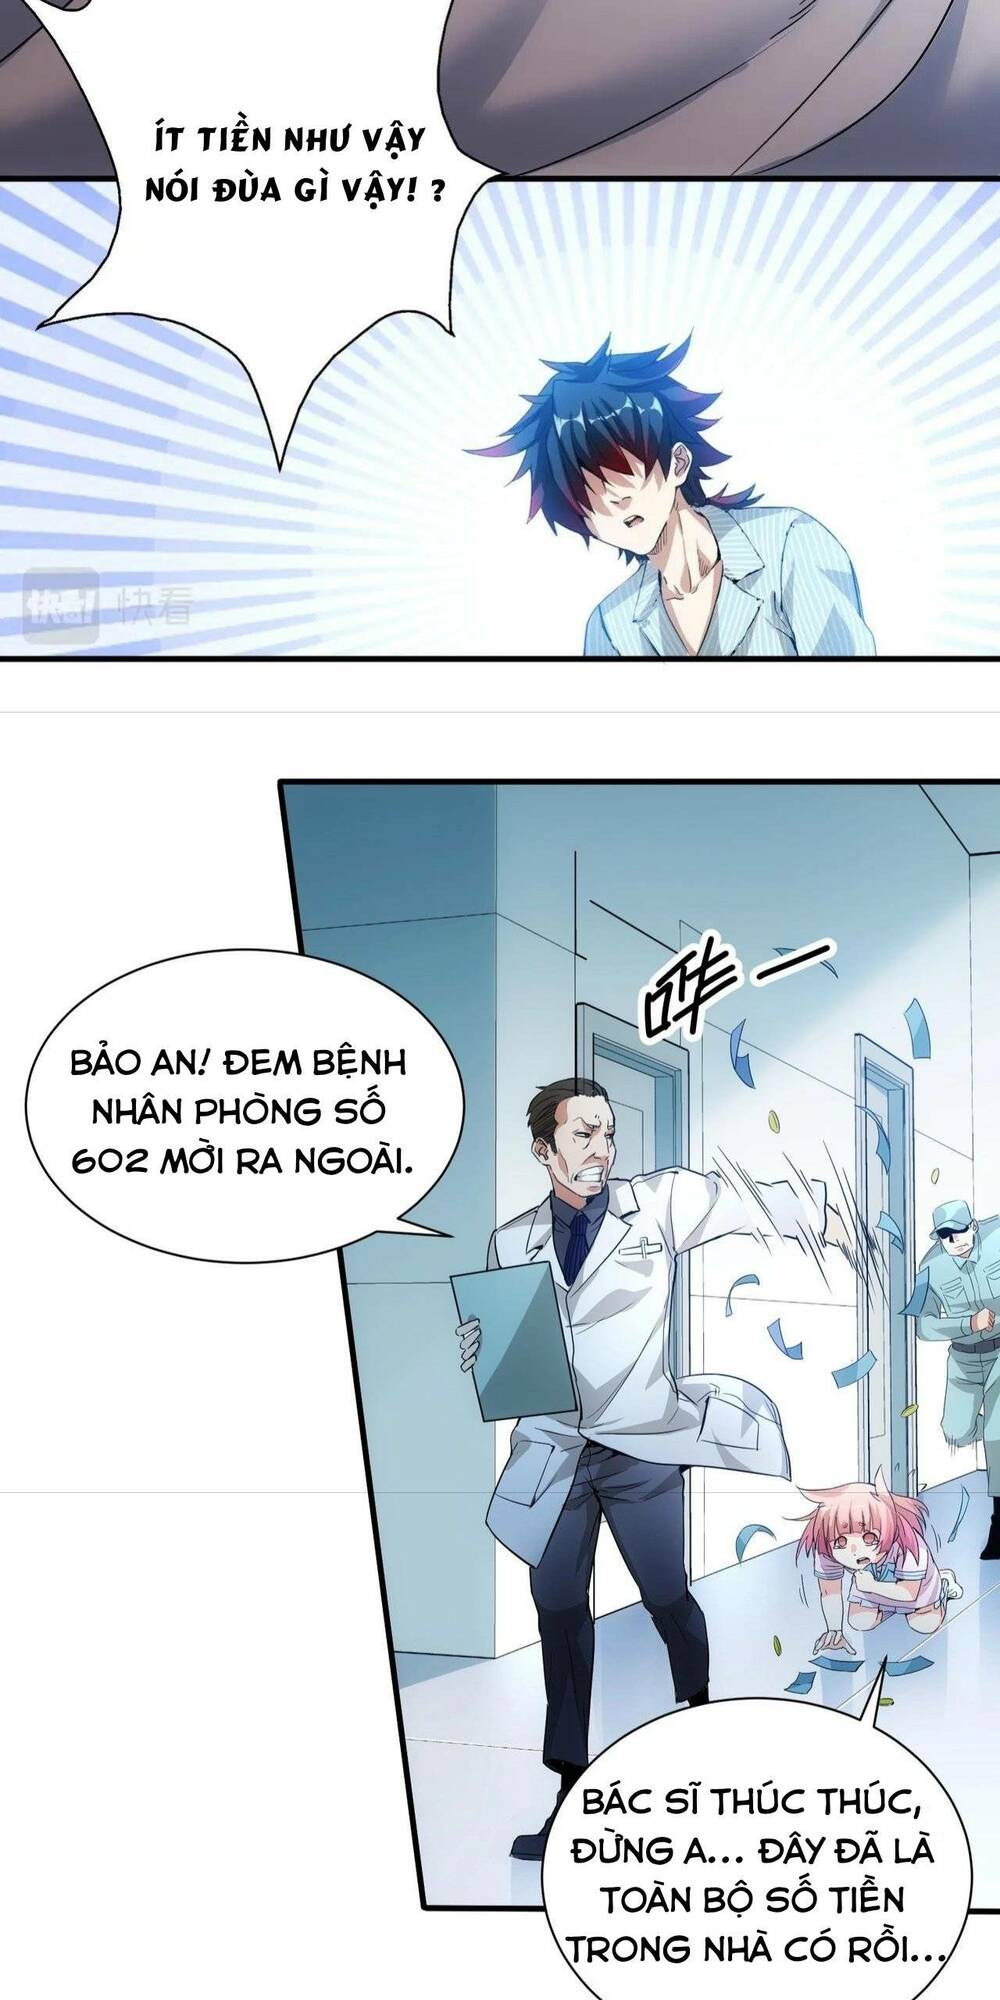 ÍT TIỀN NHƯ VẬY
NÓI ĐÙA GÌ VẬY! ?
快看! 快看
哗一
BẢO AN! ĐEM BỆNH
NHÂN PHÒNG SỐ
602 MỜI RA NGOÀI.
BÁC SĨ THÚC THÚC,
ĐỪNG A... ĐÂY ĐÃ LÀ
TOÀN BỘ SỐ TIỀN
TRONG NHÀ CÓ RỒI...